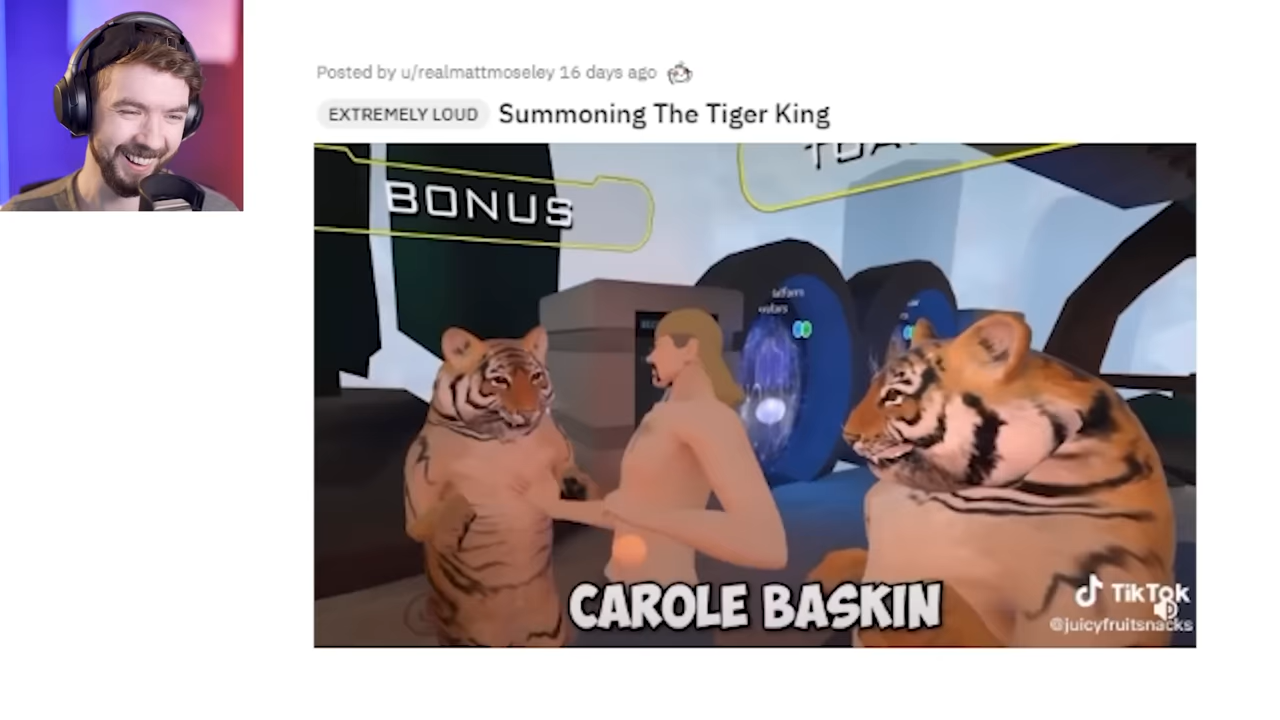 Posted by u/realmattmoseley 16 days ago
EXTREMELY LOUD Summoning The Tiger King
BONUS
CAROLE BASKIN
TikTok
@juicyfruitsnacks